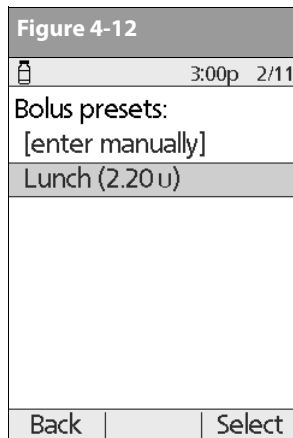 Figure 4-12
3:00p 2/11
Bolus presets:
[enter manually]
Lunch (2.20 U)
Back Select